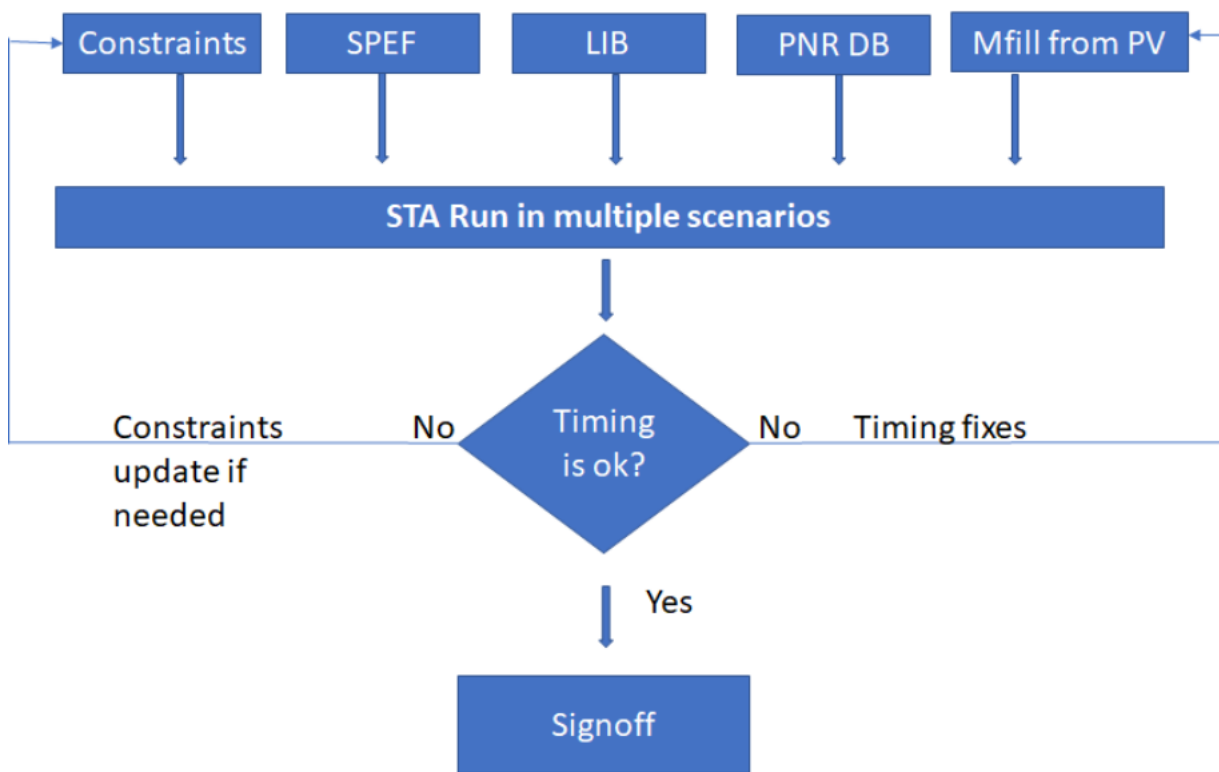 Constraints
SPEF
LIB
PNR DB
Mfill from PV
STA Run in multiple scenarios
Timing
is ok?
Constraints
update if
needed
No
No
Timing fixes
Yes
Signoff